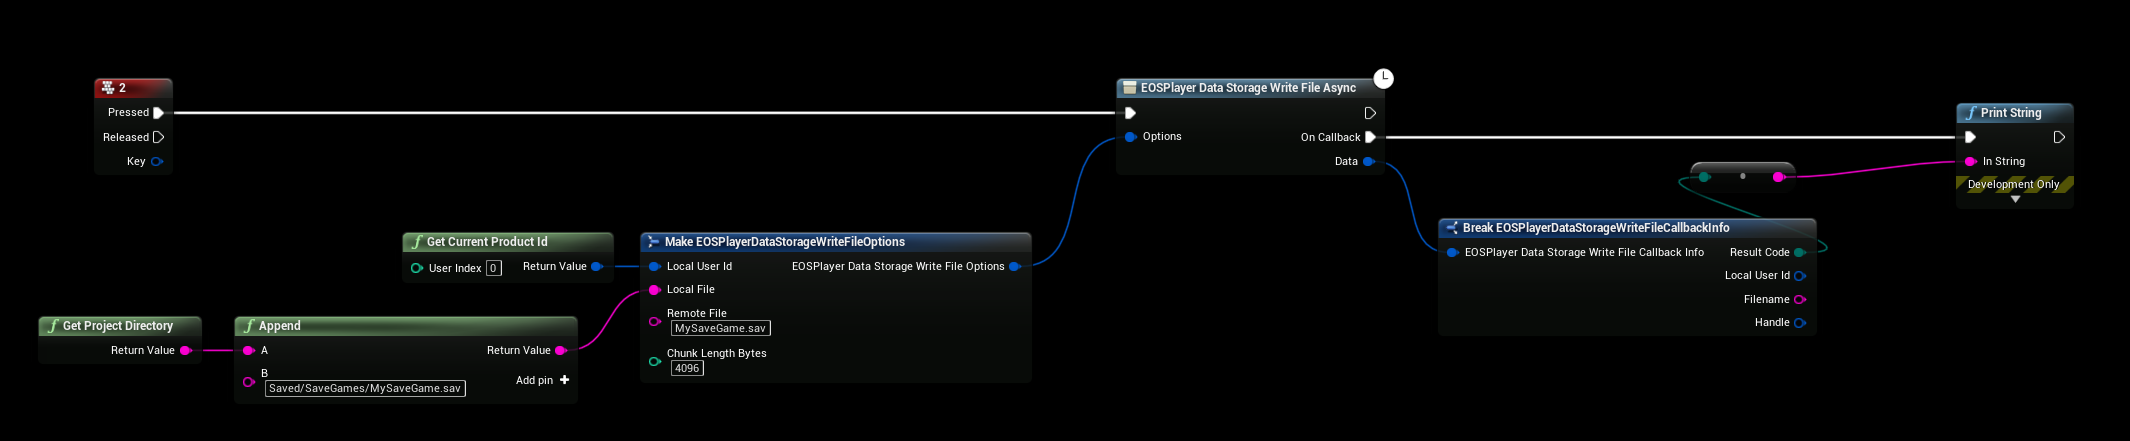 2
Pressed
Released
Key
EOSPlayer Data Storage Write File Async
Options
On Callback
Data
Print String
In String
Development Only
Get Current Product Id
User Index 0
Return Value
Make EOSPlayerDataStorageWriteFileOptions
Local User Id
EOSPlayer Data Storage Write File Options
Local File
Remote File
MySaveGame.sav
Chunk Length Bytes
4096
Break EOSPlayerDataStorageWriteFileCallbackInfo
EOSPlayer Data Storage Write File Callback Info
Result Code
Local User Id
Filename
Handle
Get Project Directory
Return Value
Append
A
Return Value
B
Saved/SaveGames/MySaveGame.sav
Add pin